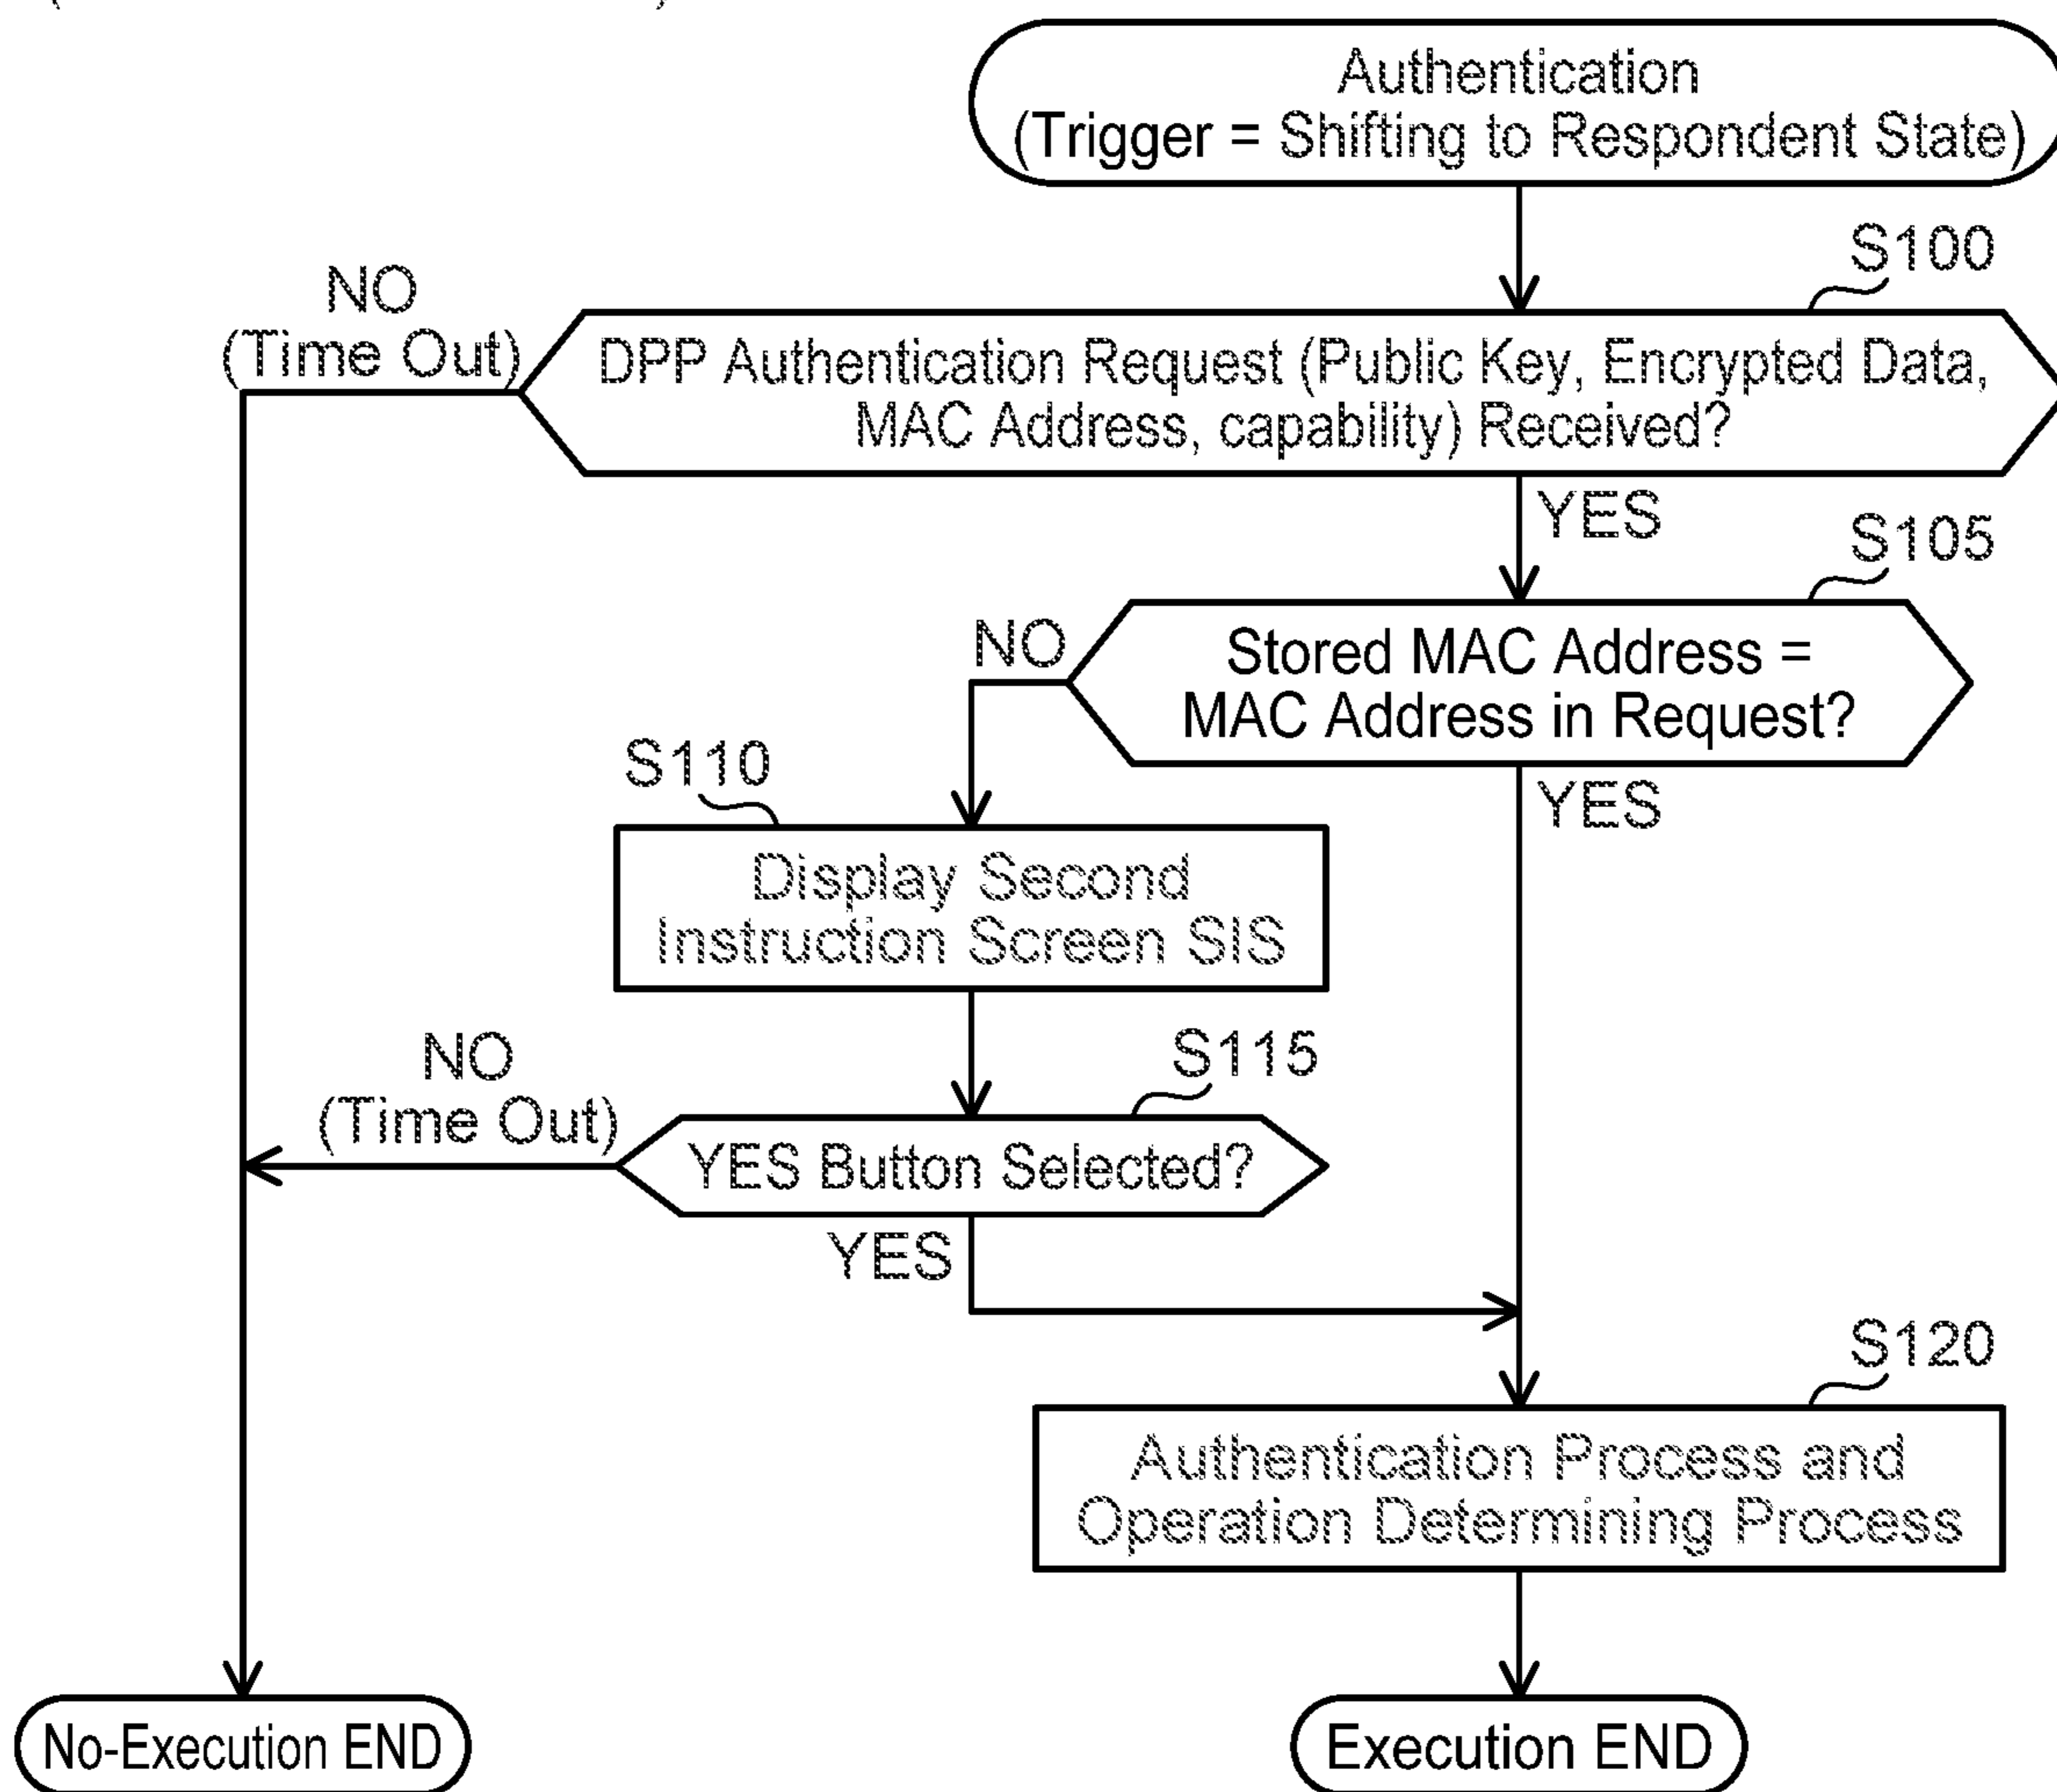 Authentication
(Trigger = Shifting to Respondent State)
S100
NO
(Time Out)
DPP Authentication Request (Public Key, Encrypted Data,
MAC Address, capability) Received?
YES
S105
NO
Stored MAC Address =
MAC Address in Request?
YES
S110
Display Second
Instruction Screen SIS
S115
NO
(Time Out)
YES Button Selected?
YES
S120
Authentication Process and
Operation Determining Process
No-Execution END
Execution END